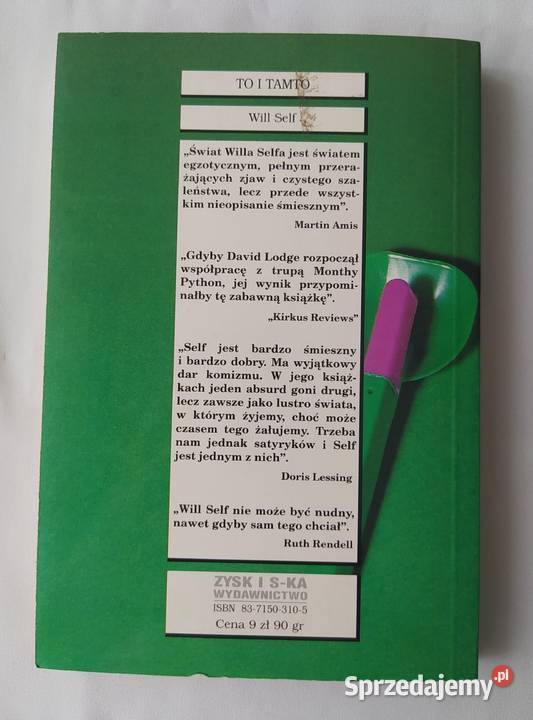 TO I TAMTO
Will Self
„Świat Willa Selfa jest światem
egzotycznym, pełnym przera-
żających zjaw i czystego sza-
leństwa, lecz przede wszyst-
kim nieopisanie śmiesznym”.
Martin Amis
„Gdyby David Lodge rozpoczął
współpracę z trupą Monthy
Python, jej wynik przypomi-
nałby tę zabawną książkę”.
„Kirkus Reviews”
„Self jest bardzo śmieszny
i bardzo dobry. Ma wyjątkowy
dar komizmu. W jego książ-
kach jeden absurd goni drugi,
lecz zawsze jako lustro świata,
w którym żyjemy, choć może
czasem tego żałujemy. Trzeba
nam jednak satyryków i Self
jest jednym z nich”.
Doris Lessing
„Will Self nie może być nudny,
nawet gdyby sam tego chciał”.
Ruth Rendell
ZYSK I S-KA
WYDAWNICTWO
ISBN 83-7150-310-5
Cena 9 zł 90 gr
Sprzedajemy.pl